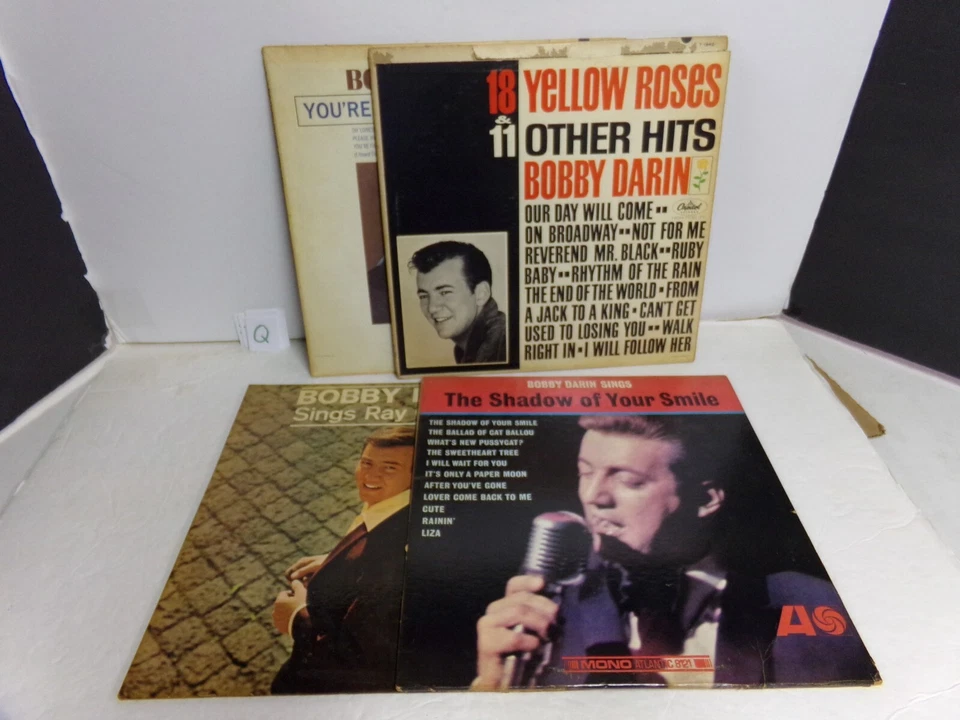 BO
YOU'RE
18 YELLOW ROSES
& 11 OTHER HITS
BOBBY DARIN
Capitol
OUR DAY WILL COME ▪▪
ON BROADWAY ▪▪ NOT FOR ME
REVEREND MR. BLACK ▪▪ RUBY
BABY ▪▪ RHYTHM OF THE RAIN
THE END OF THE WORLD ▪ FROM
A JACK TO A KING ▪ CAN'T GET
USED TO LOSING YOU ▪▪ WALK
RIGHT IN ▪ I WILL FOLLOW HER
Q
BOBBY
Sings Ray
BOBBY DARIN SINGS
The Shadow of Your Smile
THE SHADOW OF YOUR SMILE
THE BALLAD OF CAT BALLOU
WHAT'S NEW PUSSYCAT?
THE SWEETHEART TREE
I WILL WAIT FOR YOU
IT'S ONLY A PAPER MOON
AFTER YOU'VE GONE
LOVER COME BACK TO ME
CUTE
RAININ'
LIZA
MONO ATLANTIC 8121